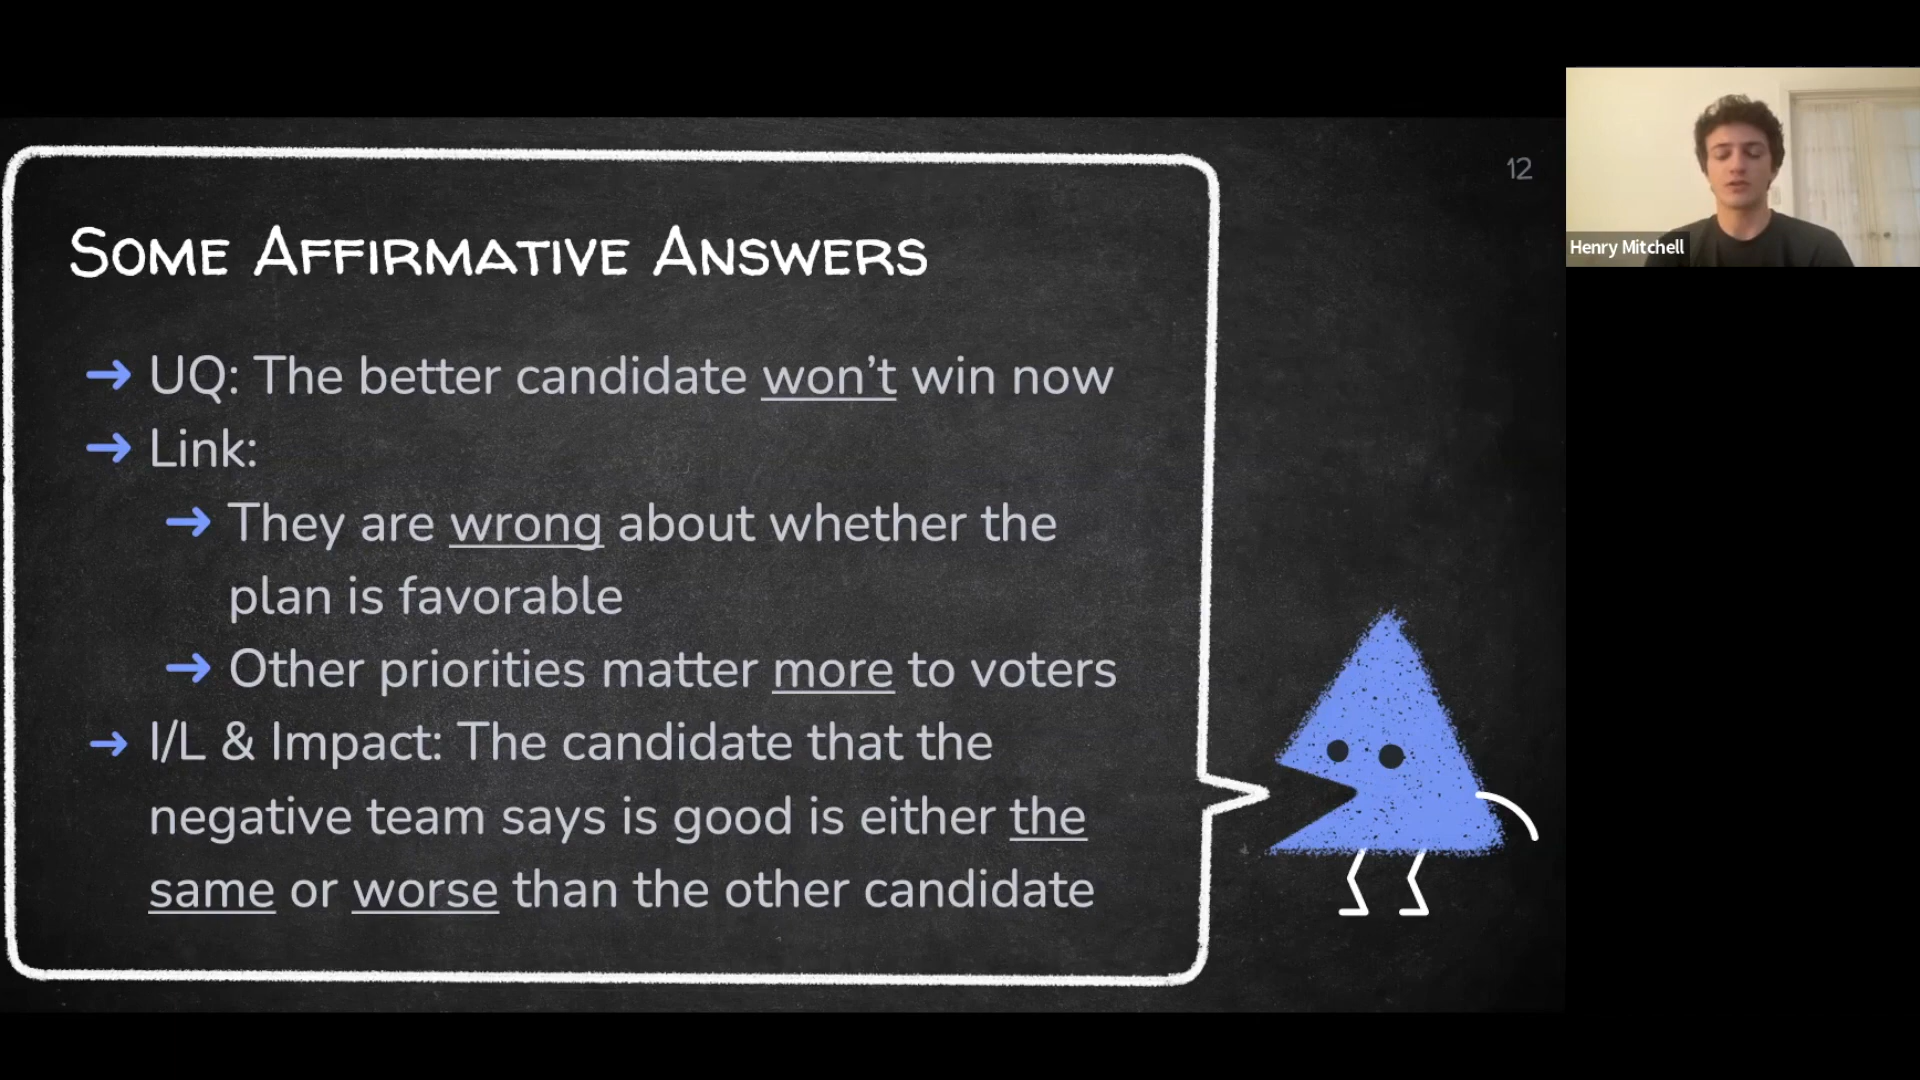 12
Henry Mitchell
SOME AFFIRMATIVE ANSWERS
→ UQ: The better candidate won’t win now
→ Link:
→ They are wrong about whether the
plan is favorable
→ Other priorities matter more to voters
→ I/L & Impact: The candidate that the
negative team says is good is either the
same or worse than the other candidate